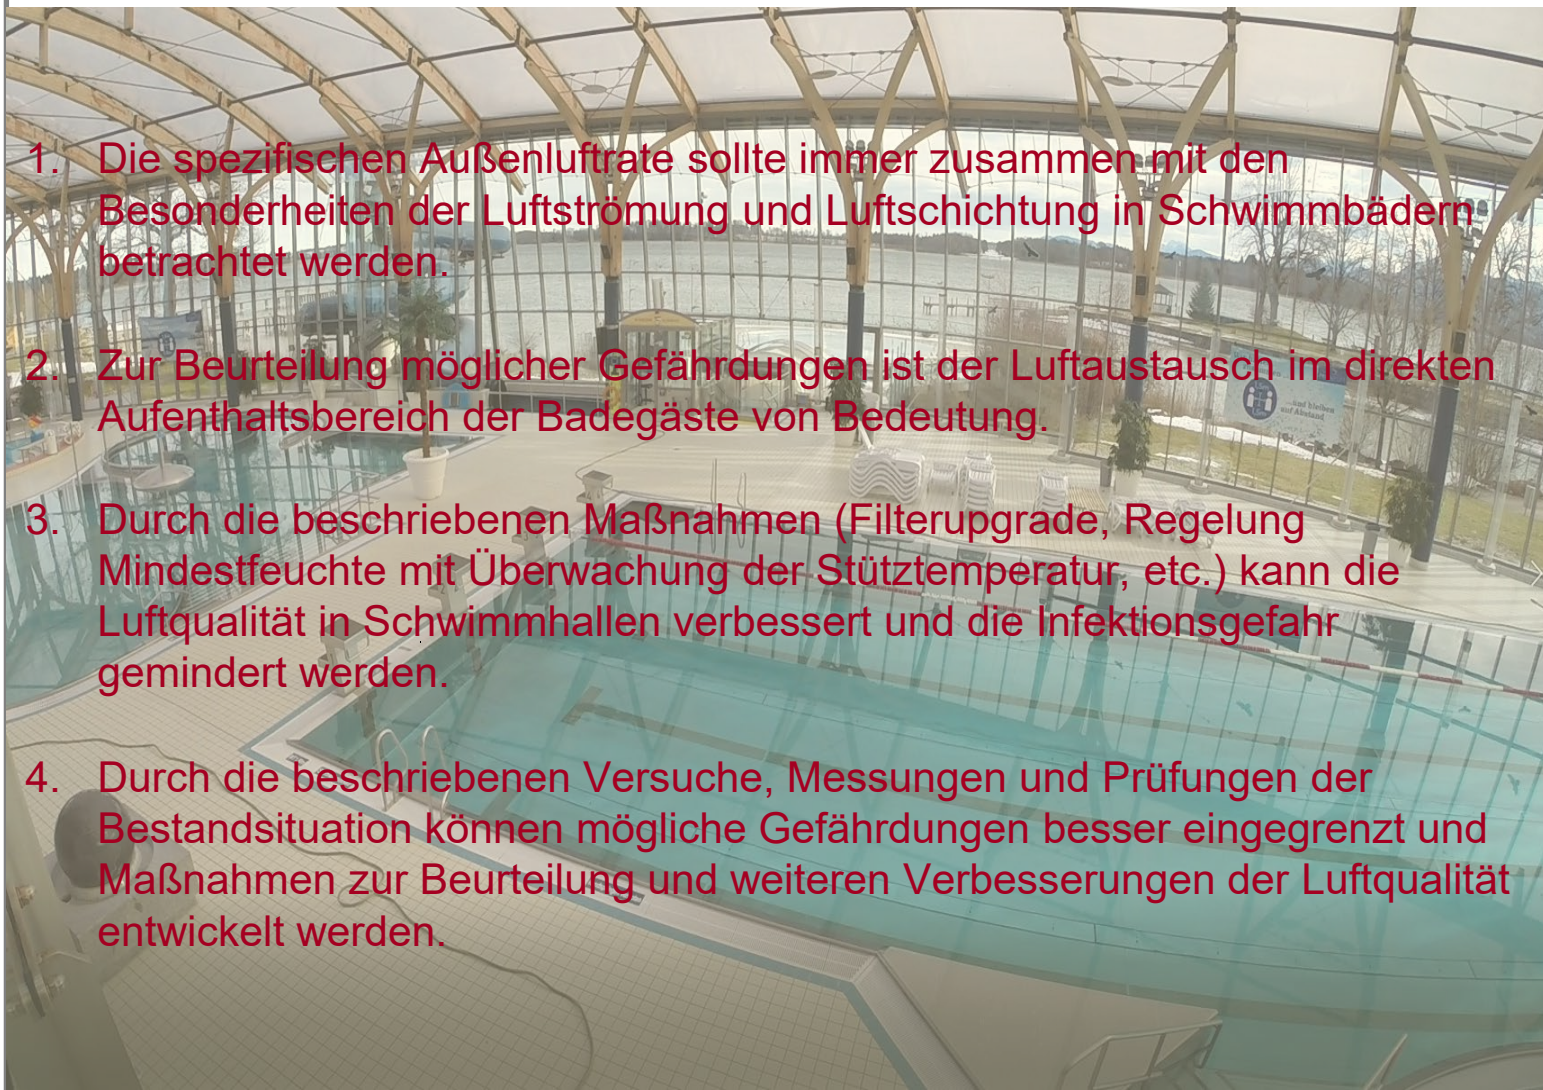 1. Die spezifischen Außenluftrate sollte immer zusammen mit den
Besonderheiten der Luftströmung und Luftschichtung in Schwimmbädern
betrachtet werden.
2. Zur Beurteilung möglicher Gefährdungen ist der Luftaustausch im direkten
Aufenthaltsbereich der Badegäste von Bedeutung.
...und bleiben
auf Abstand!
3. Durch die beschriebenen Maßnahmen (Filterupgrade, Regelung
Mindestfeuchte mit Überwachung der Stütztemperatur, etc.) kann die
Luftqualität in Schwimmhallen verbessert und die Infektionsgefahr
gemindert werden.
4. Durch die beschriebenen Versuche, Messungen und Prüfungen der
Bestandsituation können mögliche Gefährdungen besser eingegrenzt und
Maßnahmen zur Beurteilung und weiteren Verbesserungen der Luftqualität
entwickelt werden.